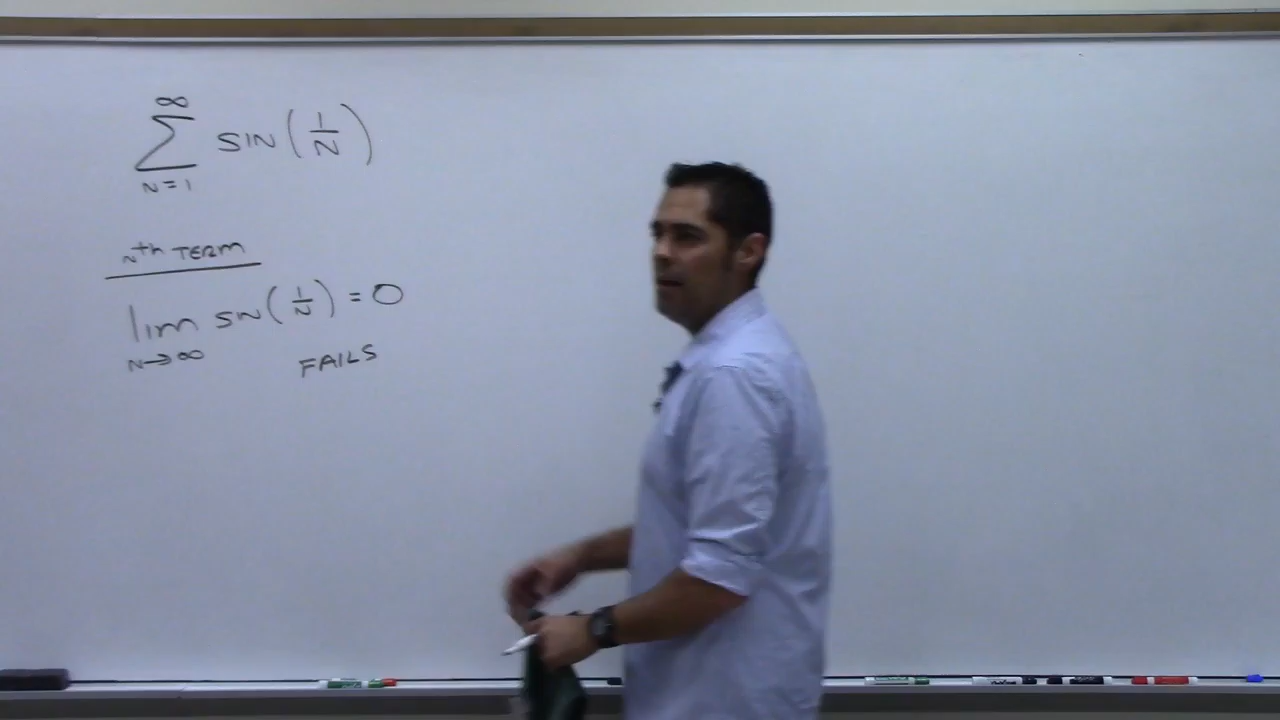 ∞
∑ SIN(1/N)
N=1
Nth TERM
lim SIN(1/N) = 0
N→∞ FAILS